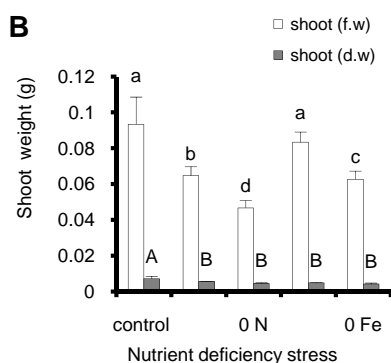 B
shoot (f.w)
shoot (d.w)
Shoot weight (g)
0.12
0.1
0.08
0.06
0.04
0.02
0
a
b
d
a
c
A
B
B
B
B
control
0 N
0 Fe
Nutrient deficiency stress